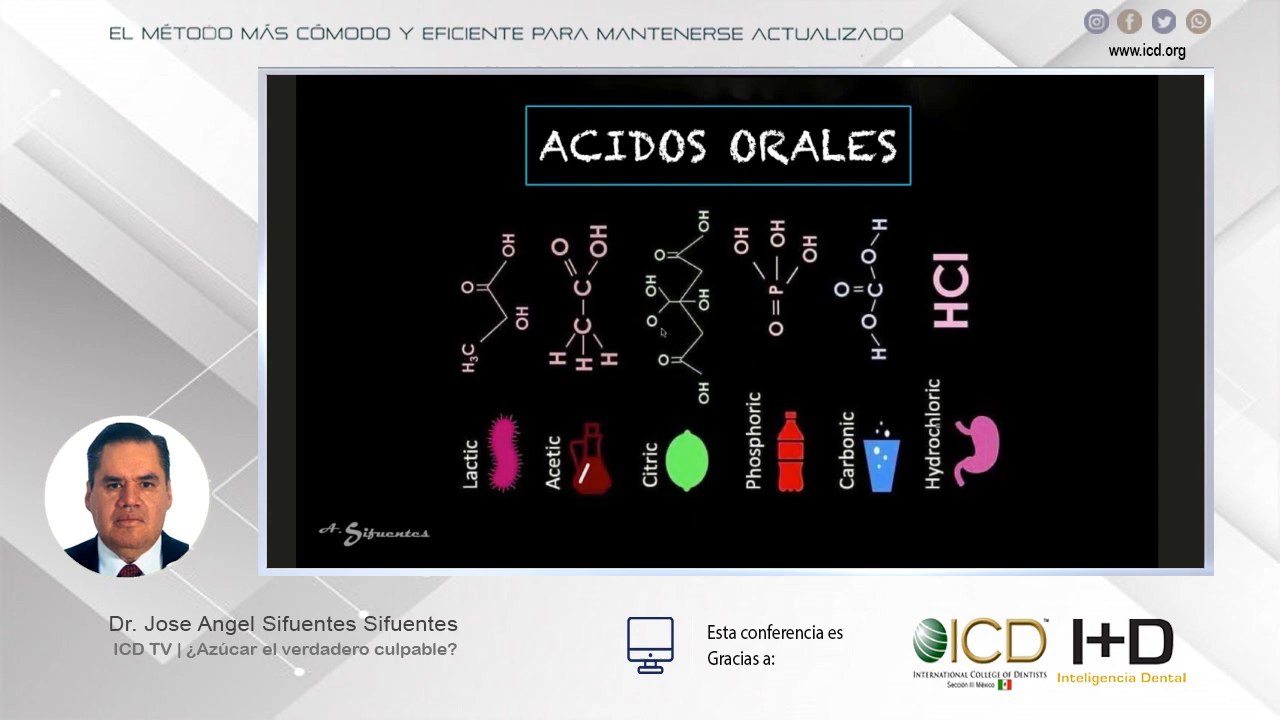 EL MÉTODO MÁS CÓMODO Y EFICIENTE PARA MANTENERSE ACTUALIZADO
www.icd.org
ACIDOS ORALES
H₃C
O
OH
OH
O
OH
C
C
H
H
H
OH
O
OH
OH
O
O
OH
OH
OH
OH
P
O
H
O
O
C
O
H
HCl
Lactic
Acetic
Citric
Phosphoric
Carbonic
Hydrochloric
A. Sifuentes
Dr. Jose Angel Sifuentes Sifuentes
ICD TV | ¿Azúcar el verdadero culpable?
Esta conferencia es
Gracias a:
ICD™
INTERNATIONAL COLLEGE OF DENTISTS
Sección III México
I+D
Inteligencia Dental